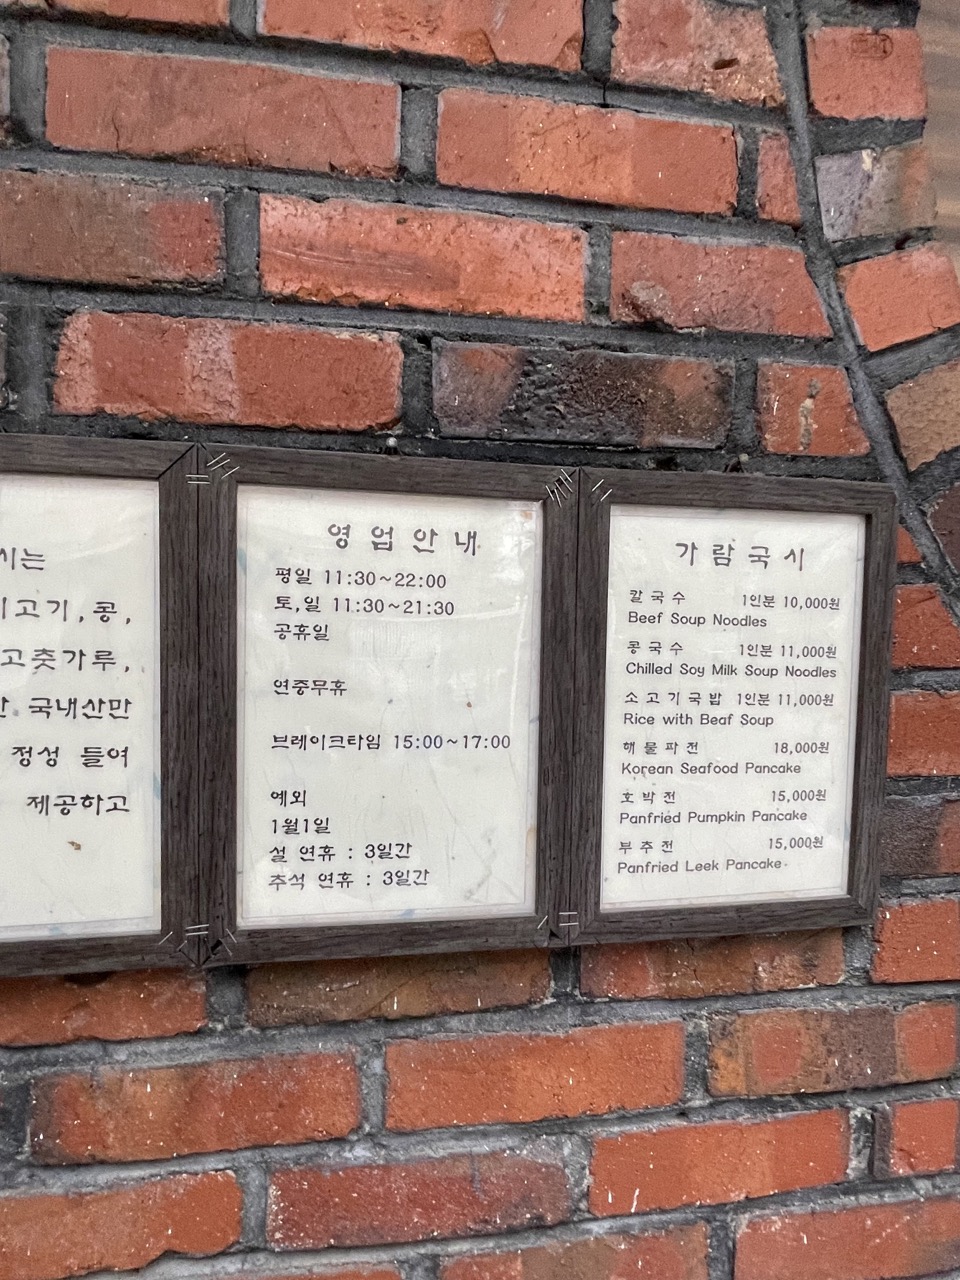 시는
고기, 콩,
고춧가루,
국내산만
정성 들여
제공하고
영업안내
평일 11:30~22:00
토,일 11:30~21:30
공휴일
연중무휴
브레이크타임 15:00~17:00
예외
1월1일
설 연휴 : 3일간
추석 연휴 : 3일간
가람국시
칼국수 1인분 10,000원
Beef Soup Noodles
콩국수 1인분 11,000원
Chilled Soy Milk Soup Noodles
소고기국밥 1인분 11,000원
Rice with Beaf Soup
해물파전 18,000원
Korean Seafood Pancake
호박전 15,000원
Panfried Pumpkin Pancake
부추전 15,000원
Panfried Leek Pancake